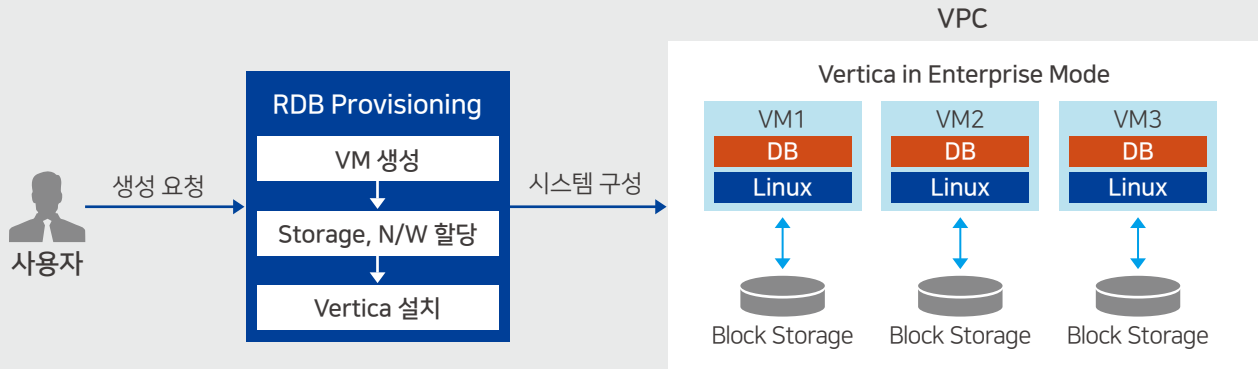 VPC
사용자
생성 요청
RDB Provisioning
VM 생성
Storage, N/W 할당
Vertica 설치
시스템 구성
Vertica in Enterprise Mode
VM1
DB
Linux
Block Storage
VM2
DB
Linux
Block Storage
VM3
DB
Linux
Block Storage